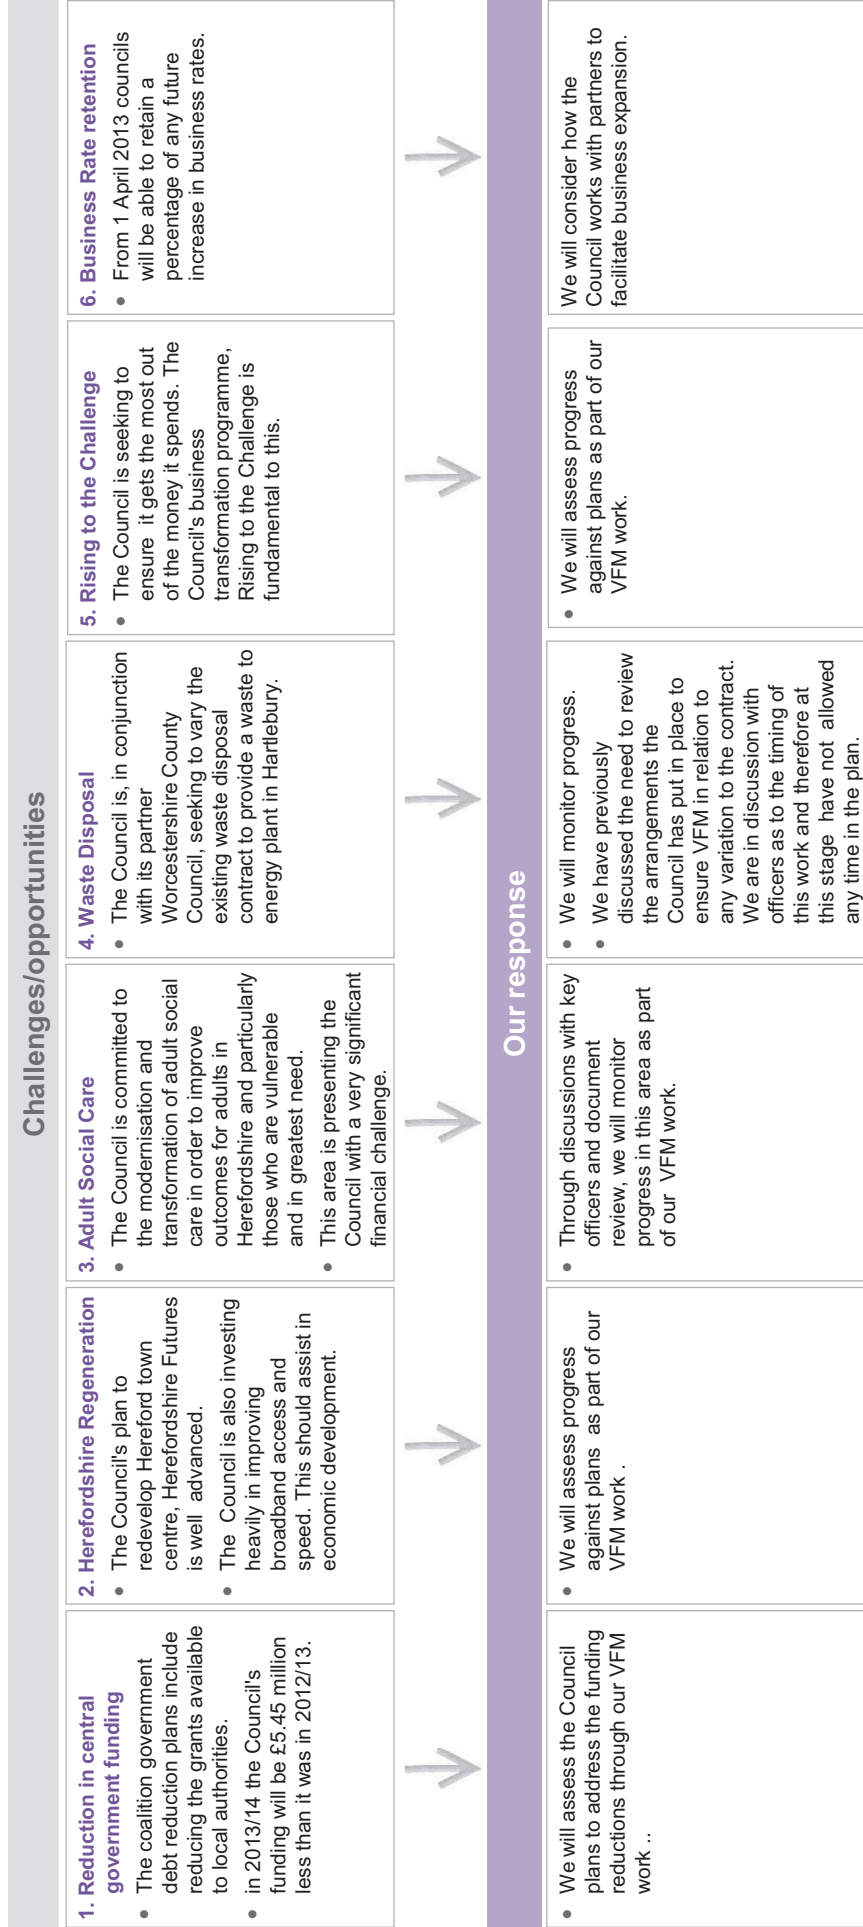 Challenges/opportunities
1. Reduction in central
government funding
• The coalition government
debt reduction plans include
reducing the grants available
to local authorities.
• in 2013/14 the Council's
funding will be £5.45 million
less than it was in 2012/13.
2. Herefordshire Regeneration
• The Council's plan to
redevelop Hereford town
centre, Herefordshire Futures
is well advanced.
• The Council is also investing
heavily in improving
broadband access and
speed. This should assist in
economic development.
3. Adult Social Care
• The Council is committed to
the modernisation and
transformation of adult social
care in order to improve
outcomes for adults in
Herefordshire and particularly
those who are vulnerable
and in greatest need.
• This area is presenting the
Council with a very significant
financial challenge.
4. Waste Disposal
• The Council is, in conjunction
with its partner
Worcestershire County
Council, seeking to vary the
existing waste disposal
contract to provide a waste to
energy plant in Hartlebury.
5. Rising to the Challenge
• The Council is seeking to
ensure it gets the most out
of the money it spends. The
Council's business
transformation programme,
Rising to the Challenge is
fundamental to this.
6. Business Rate retention
• From 1 April 2013 councils
will be able to retain a
percentage of any future
increase in business rates.
Our response
• We will assess the Council
plans to address the funding
reductions through our VFM
work ..
• We will assess progress
against plans as part of our
VFM work .
• Through discussions with key
officers and document
review, we will monitor
progress in this area as part
of our VFM work.
• We will monitor progress.
• We have previously
discussed the need to review
the arrangements the
Council has put in place to
ensure VFM in relation to
any variation to the contract.
We are in discussion with
officers as to the timing of
this work and therefore at
this stage have not allowed
any time in the plan.
• We will assess progress
against plans as part of our
VFM work.
We will consider how the
Council works with partners to
facilitate business expansion.